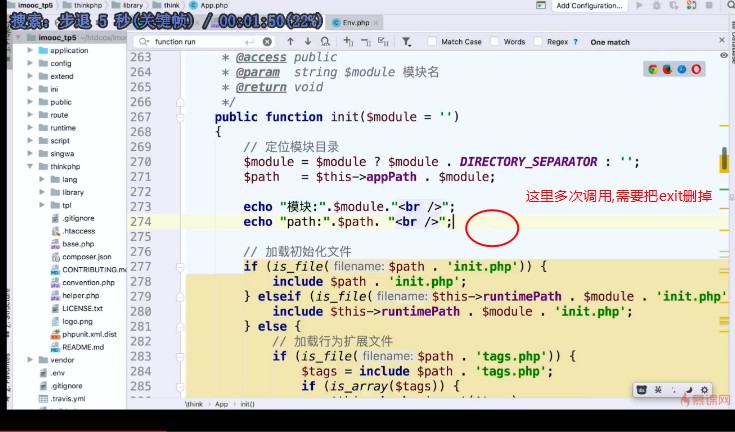 imooc_tp5 thinkphp library think App.php
Add Configuration...
搜索: 步退 5 秒(关键帧) / 00:01:50(22%)
Env.php
imooc_tp5
application
config
extend
ini
public
route
runtime
script
singwa
thinkphp
lang
library
tpl
.gitignore
.htaccess
base.php
composer.json
CONTRIBUTING.m
convention.php
helper.php
LICENSE.txt
logo.png
phpunit.xml.dist
README.md
vendor
.env
.gitignore
.travis.yml
function run
Match Case
Words
Regex ?
One match
263 * @access public
264 * @param string $module 模块名
265 * @return void
266 */
267 public function init($module = '')
268 {
269 // 定位模块目录
270 $module = $module ? $module . DIRECTORY_SEPARATOR : '';
271 $path = $this->appPath . $module;
272
273 echo "模块:".$module."<br />";
这里多次调用,需要把exit删掉
274 echo "path:".$path. "<br />";
275
276 // 加载初始化文件
277 if (is_file( filename: $path . 'init.php')) {
278 include $path . 'init.php';
279 } elseif (is_file( filename: $this->runtimePath . $module . 'init.php'
280 include $this->runtimePath . $module . 'init.php';
281 } else {
282 // 加载行为扩展文件
283 if (is_file( filename: $path . 'tags.php')) {
284 $tags = include $path . 'tags.php';
285 if (is_array($tags)) {
\think › App › init()
英
慕课网